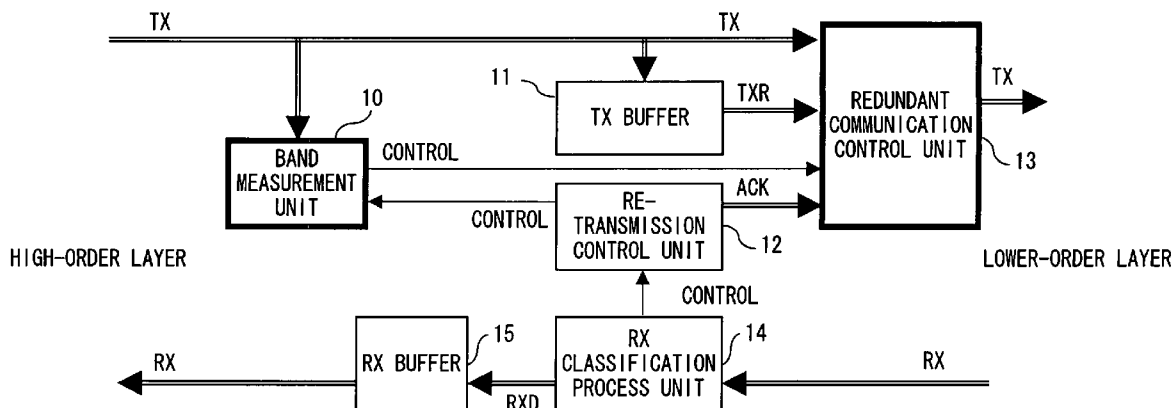 TX
TX
11
TX BUFFER
TXR
REDUNDANT
COMMUNICATION
CONTROL UNIT
TX
13
10
BAND
MEASUREMENT
UNIT
CONTROL
CONTROL
RE-
TRANSMISSION
CONTROL UNIT
ACK
12
HIGH-ORDER LAYER
LOWER-ORDER LAYER
CONTROL
RX
RX BUFFER
15
RXD
RX
CLASSIFICATION
PROCESS UNIT
14
RX